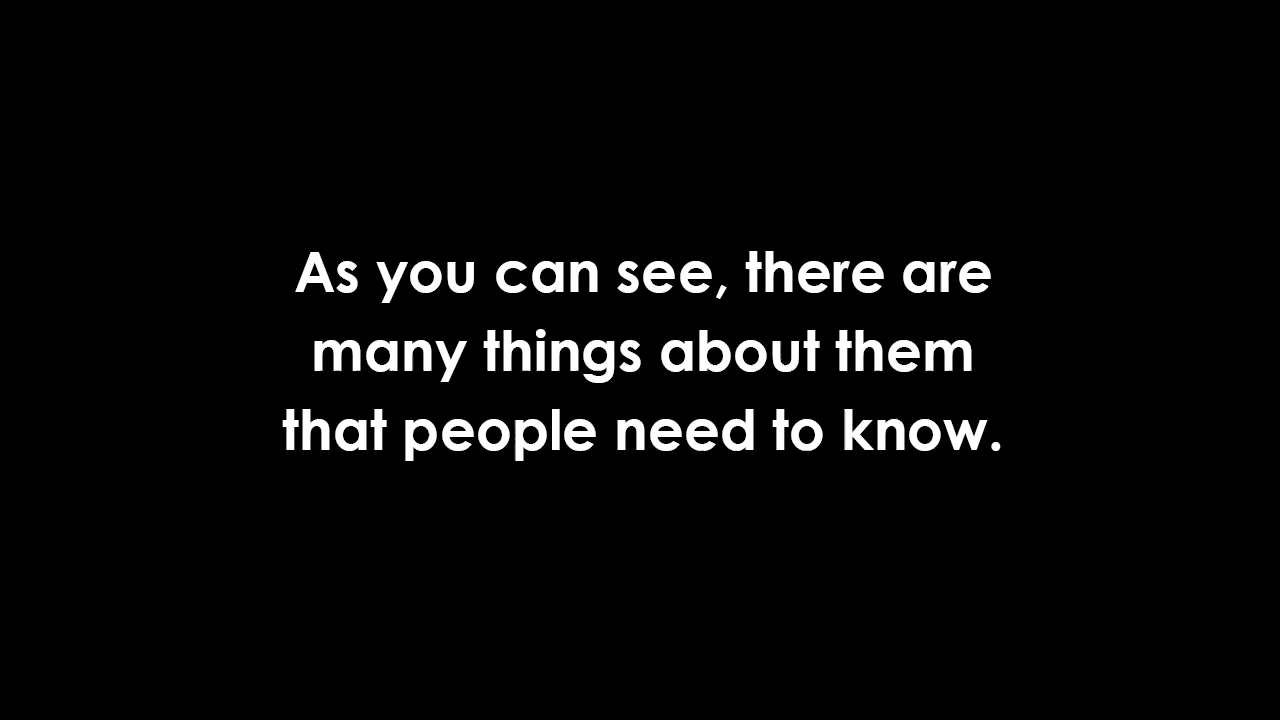 As you can see, there are
many things about them
that people need to know.